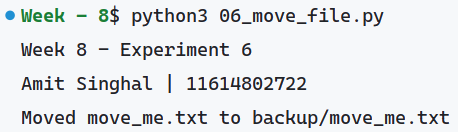 Week - 8$ python3 06_move_file.py
Week 8 - Experiment 6
Amit Singhal | 11614802722
Moved move_me.txt to backup/move_me.txt